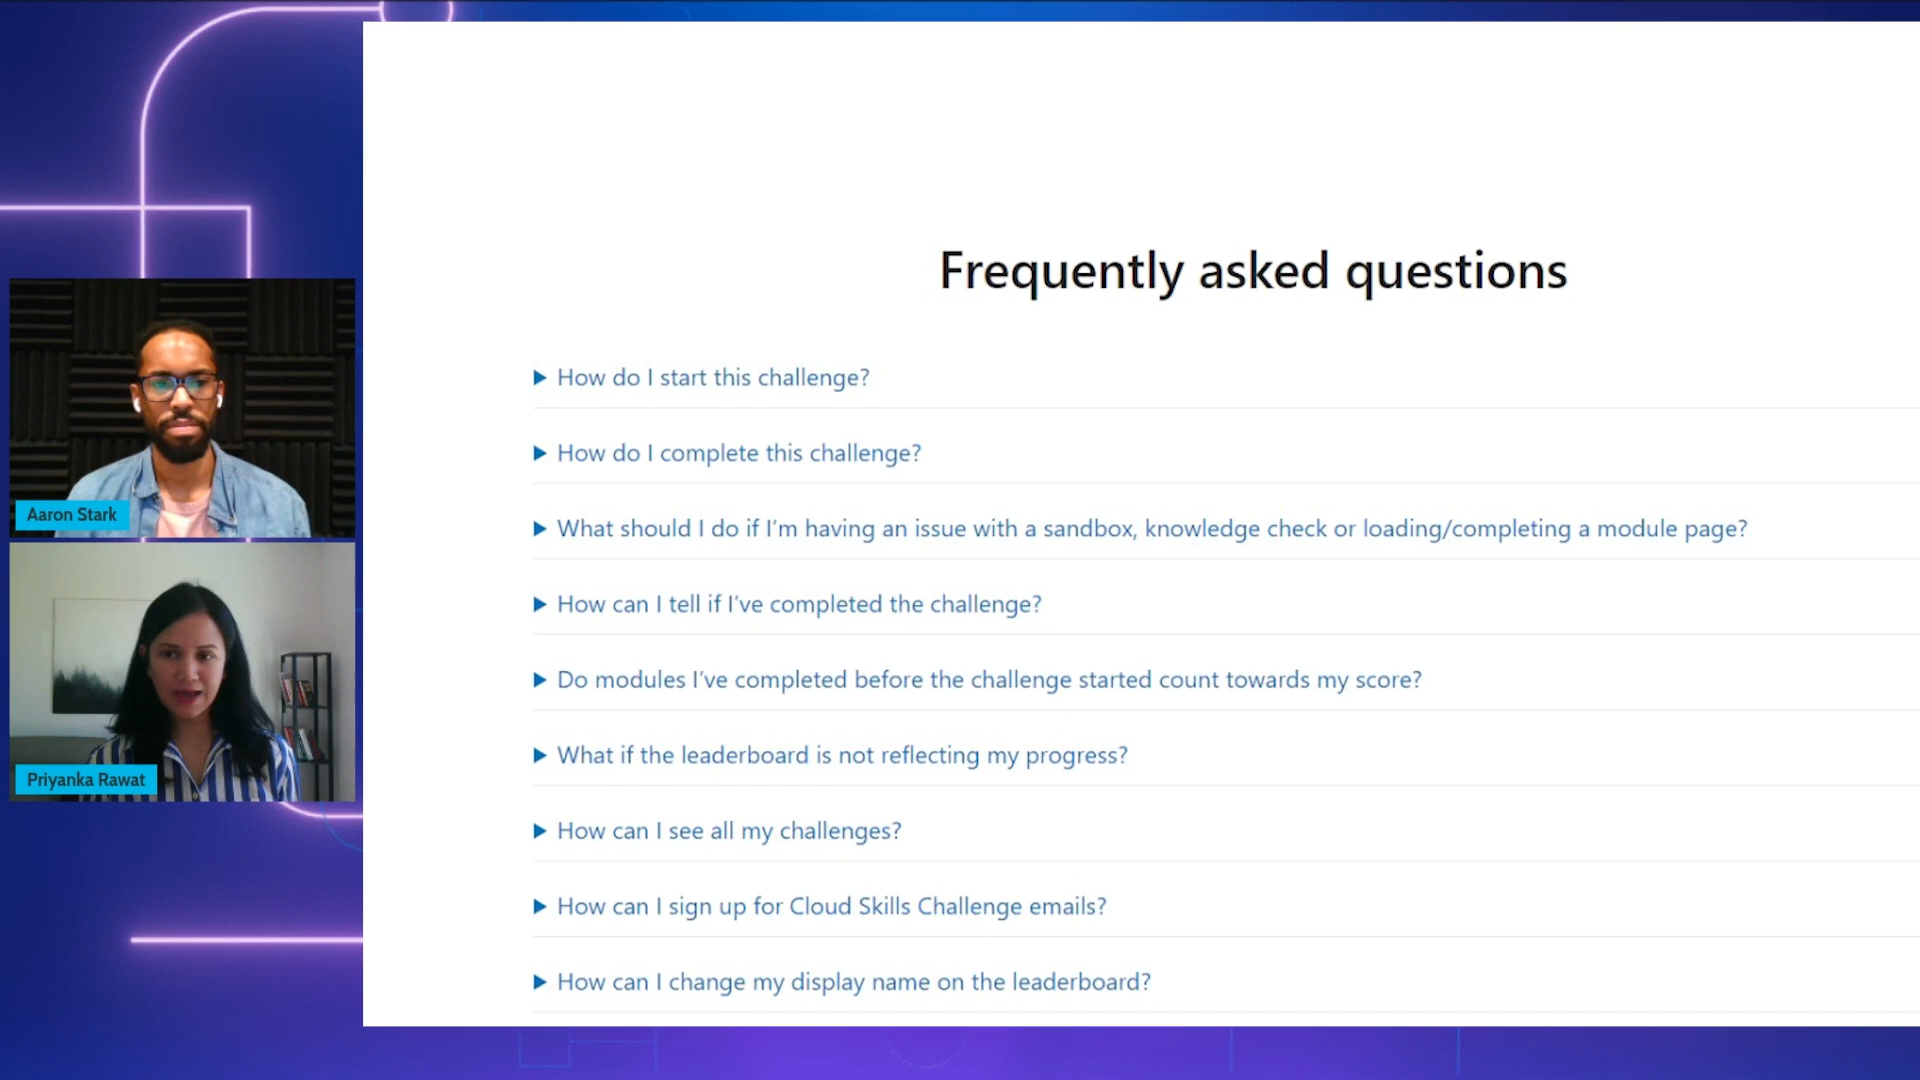 Frequently asked questions
How do I start this challenge?
How do I complete this challenge?
What should I do if I’m having an issue with a sandbox, knowledge check or loading/completing a module page?
How can I tell if I’ve completed the challenge?
Do modules I’ve completed before the challenge started count towards my score?
What if the leaderboard is not reflecting my progress?
How can I see all my challenges?
How can I sign up for Cloud Skills Challenge emails?
How can I change my display name on the leaderboard?
Aaron Stark
Priyanka Rawat